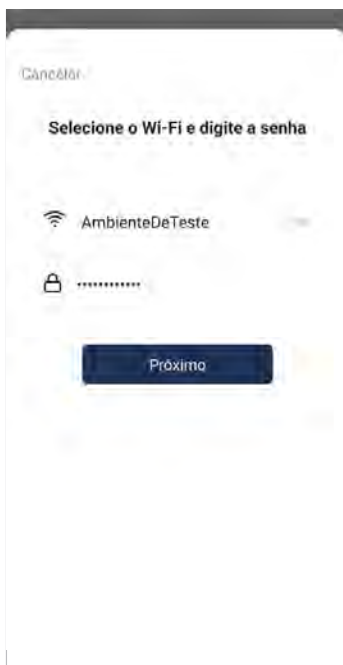 Cancelar
Selecione o Wi-Fi e digite a senha
AmbienteDeTeste
••••••••••••
Próximo